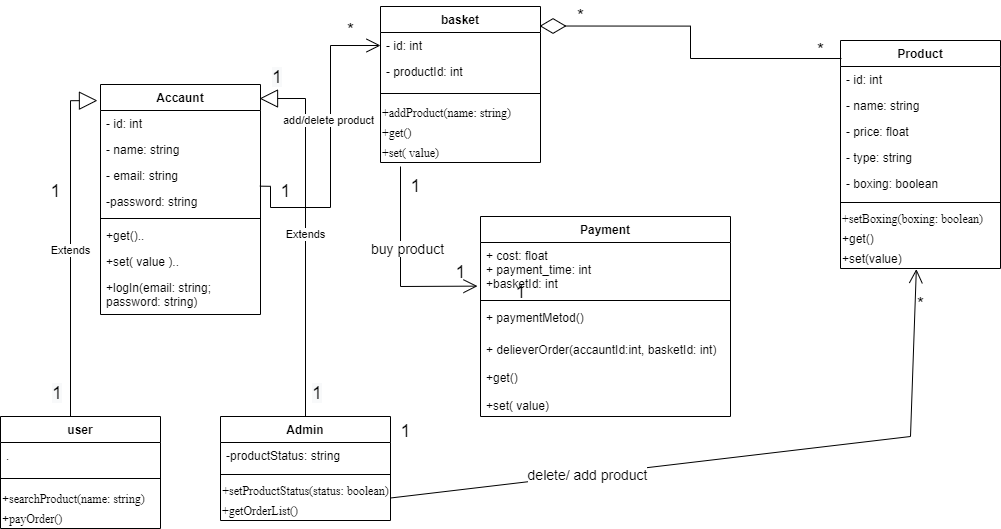 basket
- id: int
- productId: int
+addProduct(name: string)
+get()
+set( value)
*
*
*
Product
- id: int
- name: string
- price: float
- type: string
- boxing: boolean
+setBoxing(boxing: boolean)
+get()
+set(value)
1
Accaunt
- id: int
- name: string
- email: string
-password: string
+get()..
+set( value )..
+logIn(email: string;
password: string)
add/delete product
1
1
Extends
Extends
1
buy product
1
Payment
+ cost: float
+ payment_time: int
+basketId: int
1
+ paymentMetod()
+ delieverOrder(accauntId:int, basketId: int)
+get()
+set( value)
*
1
1
user
.
+searchProduct(name: string)
+payOrder()
Admin
-productStatus: string
+setProductStatus(status: boolean)
+getOrderList()
1
delete/ add product